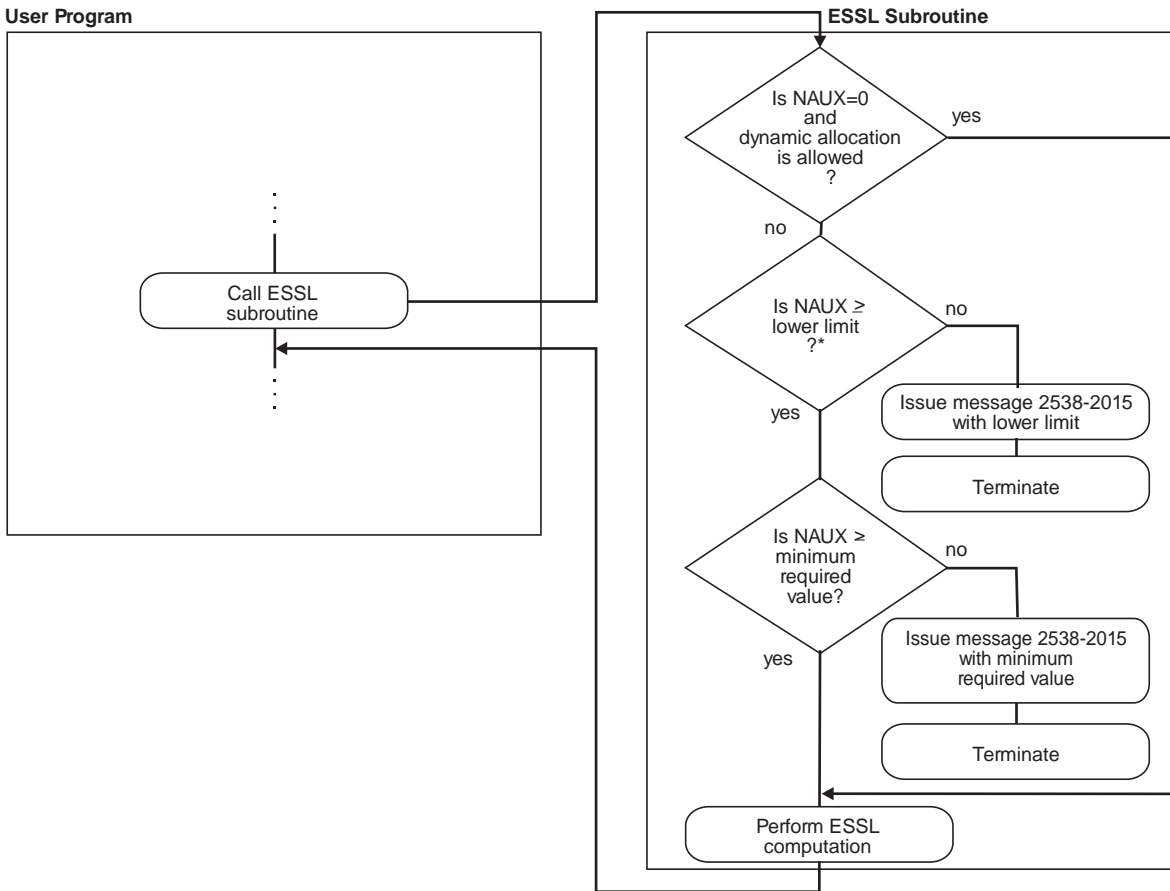 User Program
ESSL Subroutine
Is NAUX=0
and
dynamic allocation
is allowed
?
yes
no
Call ESSL
subroutine
Is NAUX ≥
lower limit
?*
no
yes
Issue message 2538-2015
with lower limit
Terminate
Is NAUX ≥
minimum
required
value?
no
yes
Issue message 2538-2015
with minimum
required value
Terminate
Perform ESSL
computation